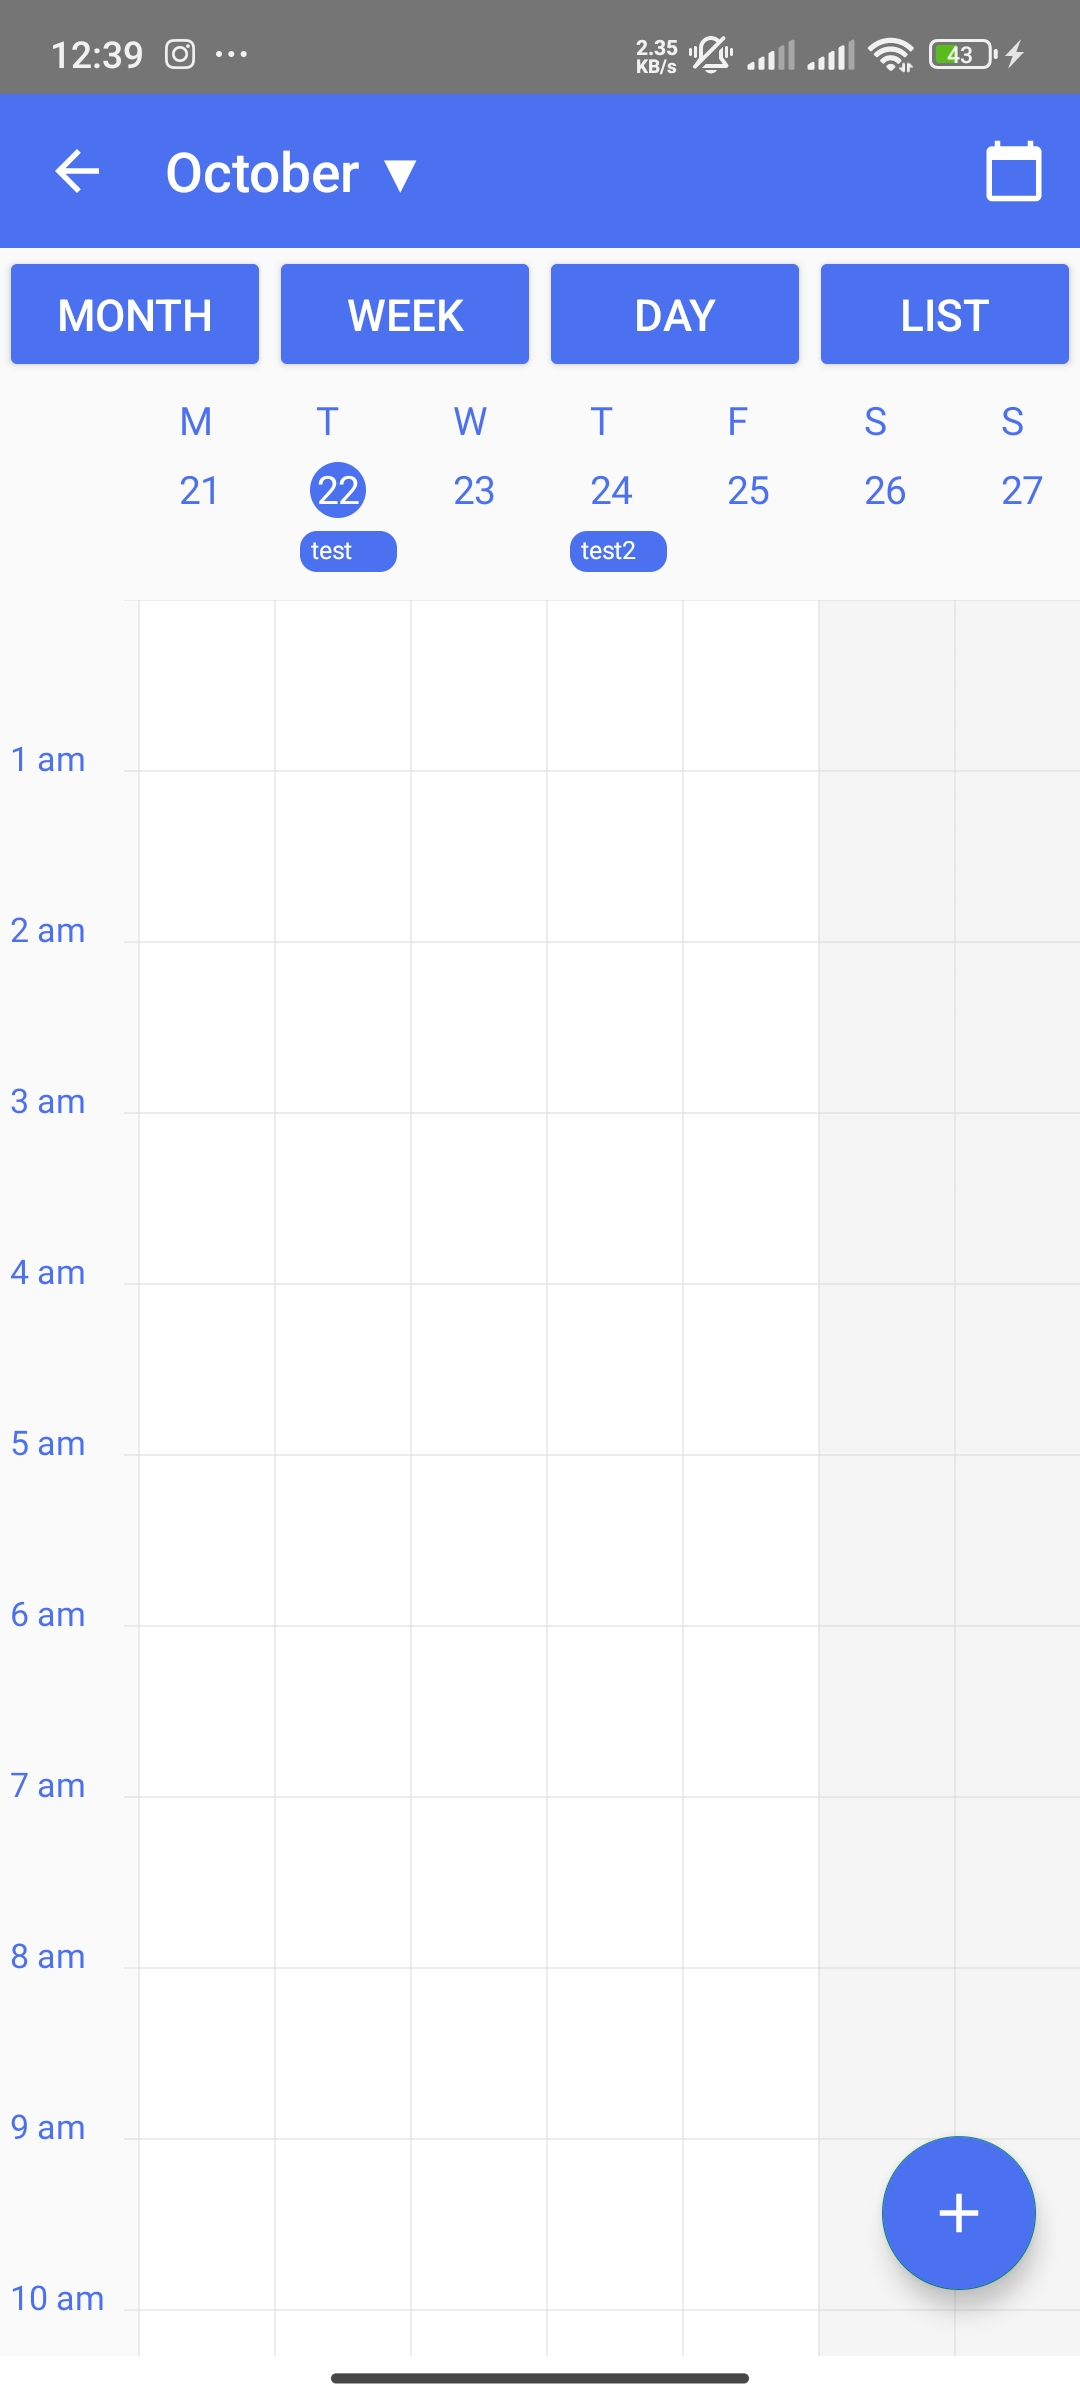 12:39 ... 2.35 KB/s 43
October ▼
MONTH WEEK DAY LIST
M T W T F S S
21 22 23 24 25 26 27
test test2
1 am
2 am
3 am
4 am
5 am
6 am
7 am
8 am
9 am
10 am